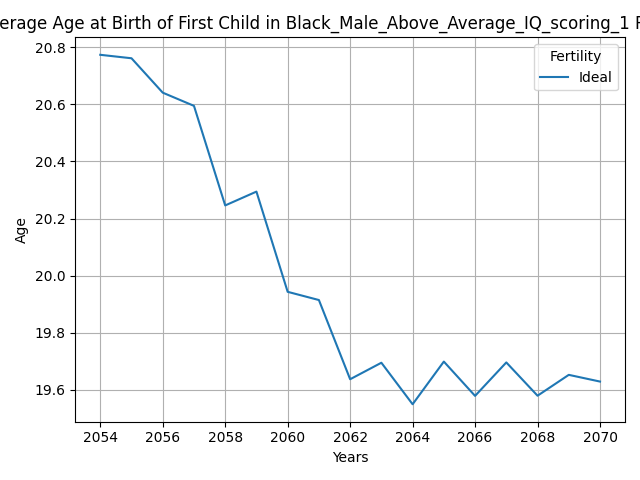 erage Age at Birth of First Child in Black_Male_Above_Average_IQ_scoring_1
20.8
20.6
20.4
20.2
20.0
19.8
19.6
Age
Fertility
Ideal
2054 2056 2058 2060 2062 2064 2066 2068 2070
Years